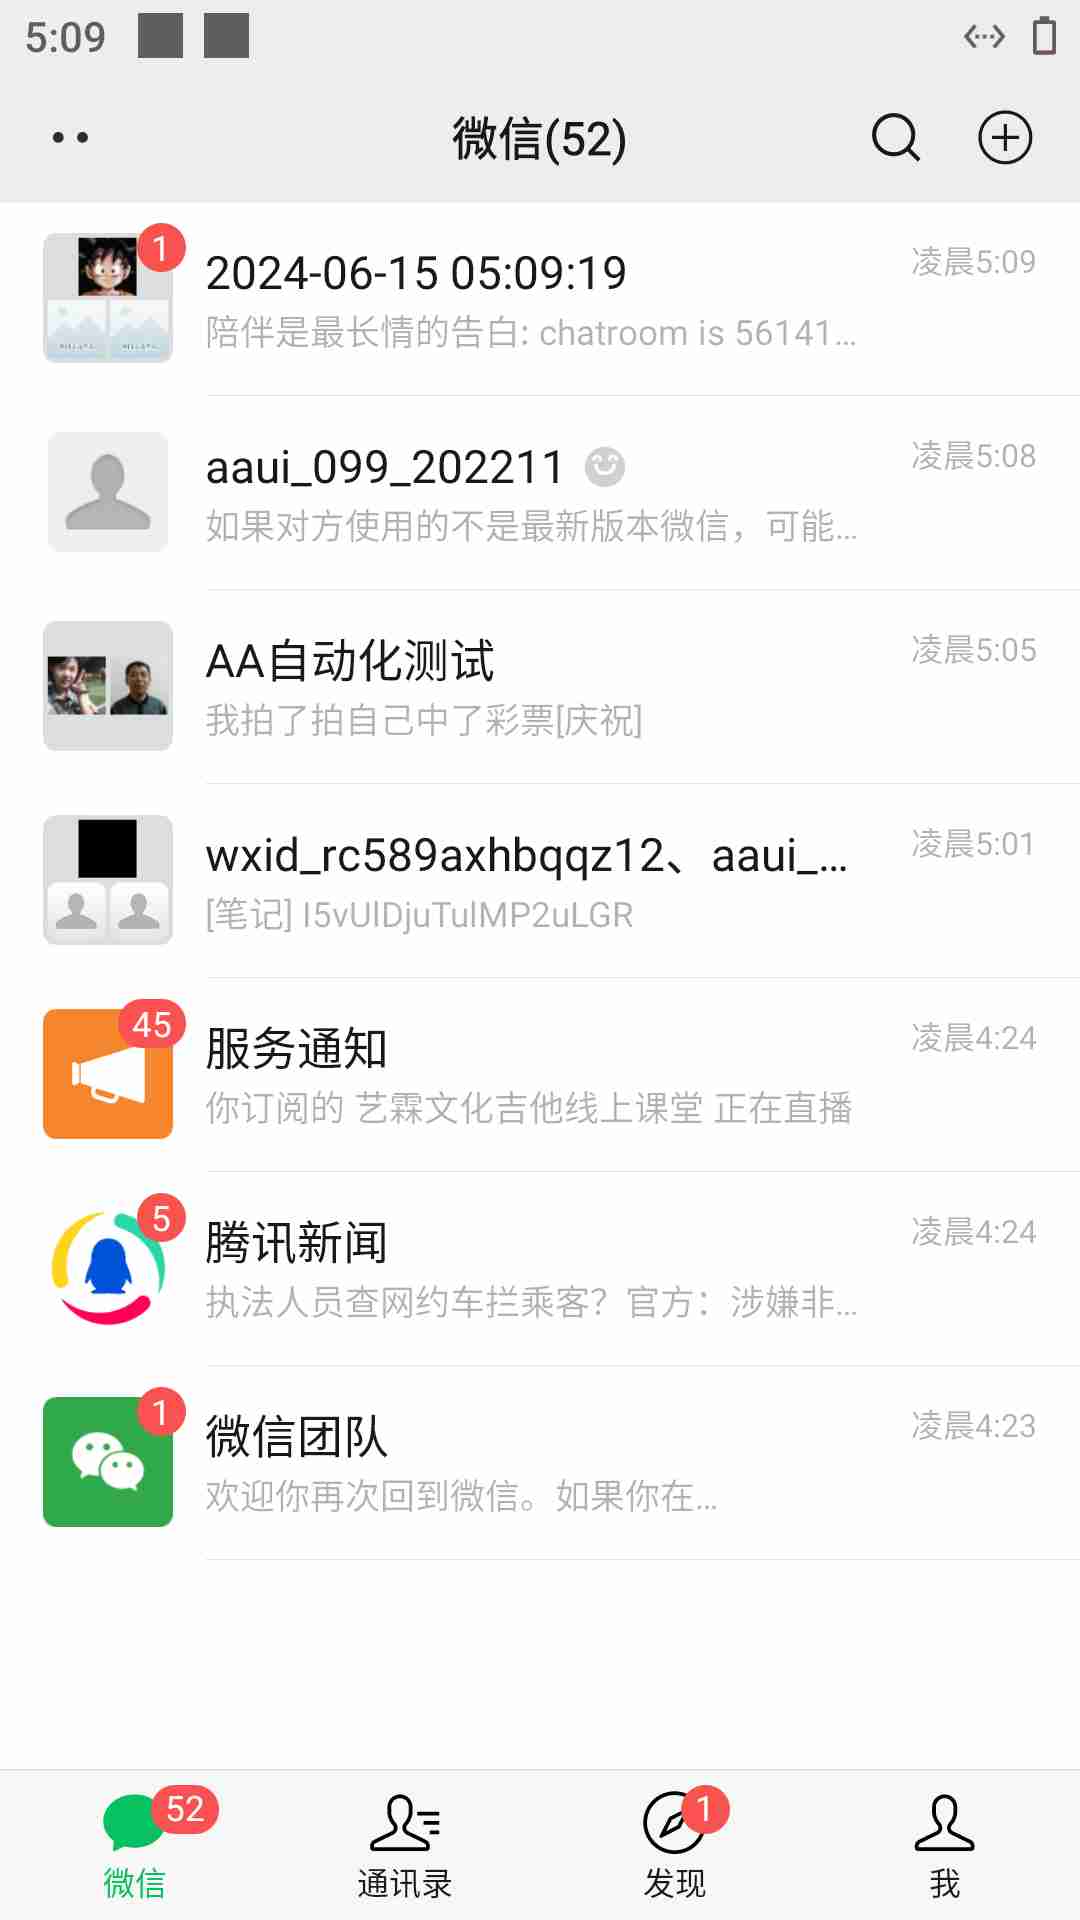 5:09
微信(52)
1
2024-06-15 05:09:19
凌晨5:09
陪伴是最长情的告白: chatroom is 56141...
aaui_099_202211
凌晨5:08
如果对方使用的不是最新版本微信，可能...
AA自动化测试
凌晨5:05
我拍了拍自己中了彩票[庆祝]
wxid_rc589axhbqqz12、aaui_...
凌晨5:01
[笔记] I5vUlDjuTulMP2uLGR
45
服务通知
凌晨4:24
你订阅的 艺霖文化吉他线上课堂 正在直播
5
腾讯新闻
凌晨4:24
执法人员查网约车拦乘客？官方：涉嫌非...
1
微信团队
凌晨4:23
欢迎你再次回到微信。如果你在...
52
1
微信
通讯录
发现
我